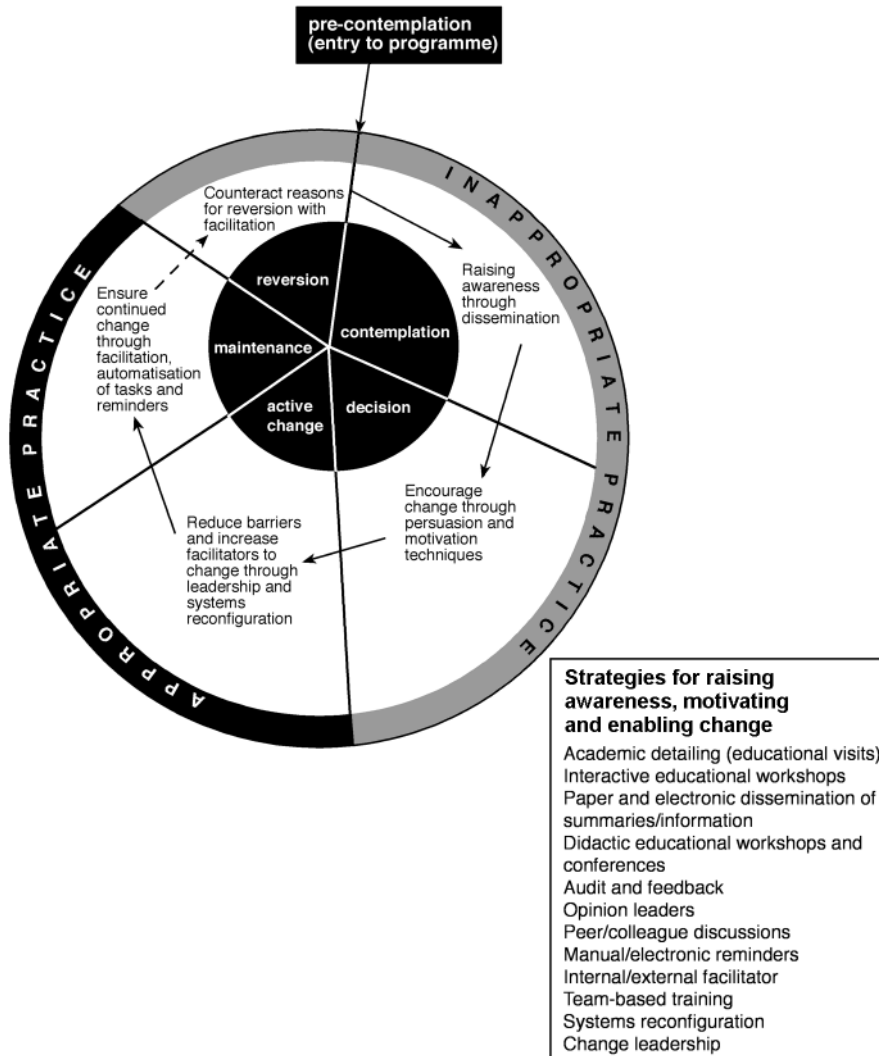 pre-contemplation
(entry to programme)
INAPPROPRIATE PRACTICE
APPROPRIATE PRACTICE
Counteract reasons
for reversion with
facilitation
Raising
awareness
through
dissemination
Encourage
change through
persuasion and
motivation
techniques
Reduce barriers
and increase
facilitators to
change through
leadership and
systems
reconfiguration
Ensure
continued
change
through
facilitation,
automatisation
of tasks and
reminders
reversion
contemplation
maintenance
active
change
decision
Strategies for raising
awareness, motivating
and enabling change
Academic detailing (educational visits)
Interactive educational workshops
Paper and electronic dissemination of
summaries/information
Didactic educational workshops and
conferences
Audit and feedback
Opinion leaders
Peer/colleague discussions
Manual/electronic reminders
Internal/external facilitator
Team-based training
Systems reconfiguration
Change leadership